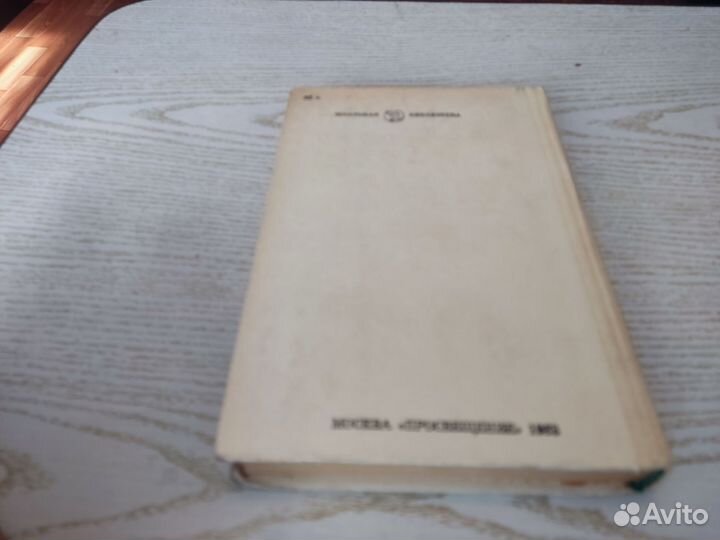 ШКОЛЬНАЯ БИБЛИОТЕКА
МОСКВА «ПРОСВЕЩЕНИЕ»
Avito